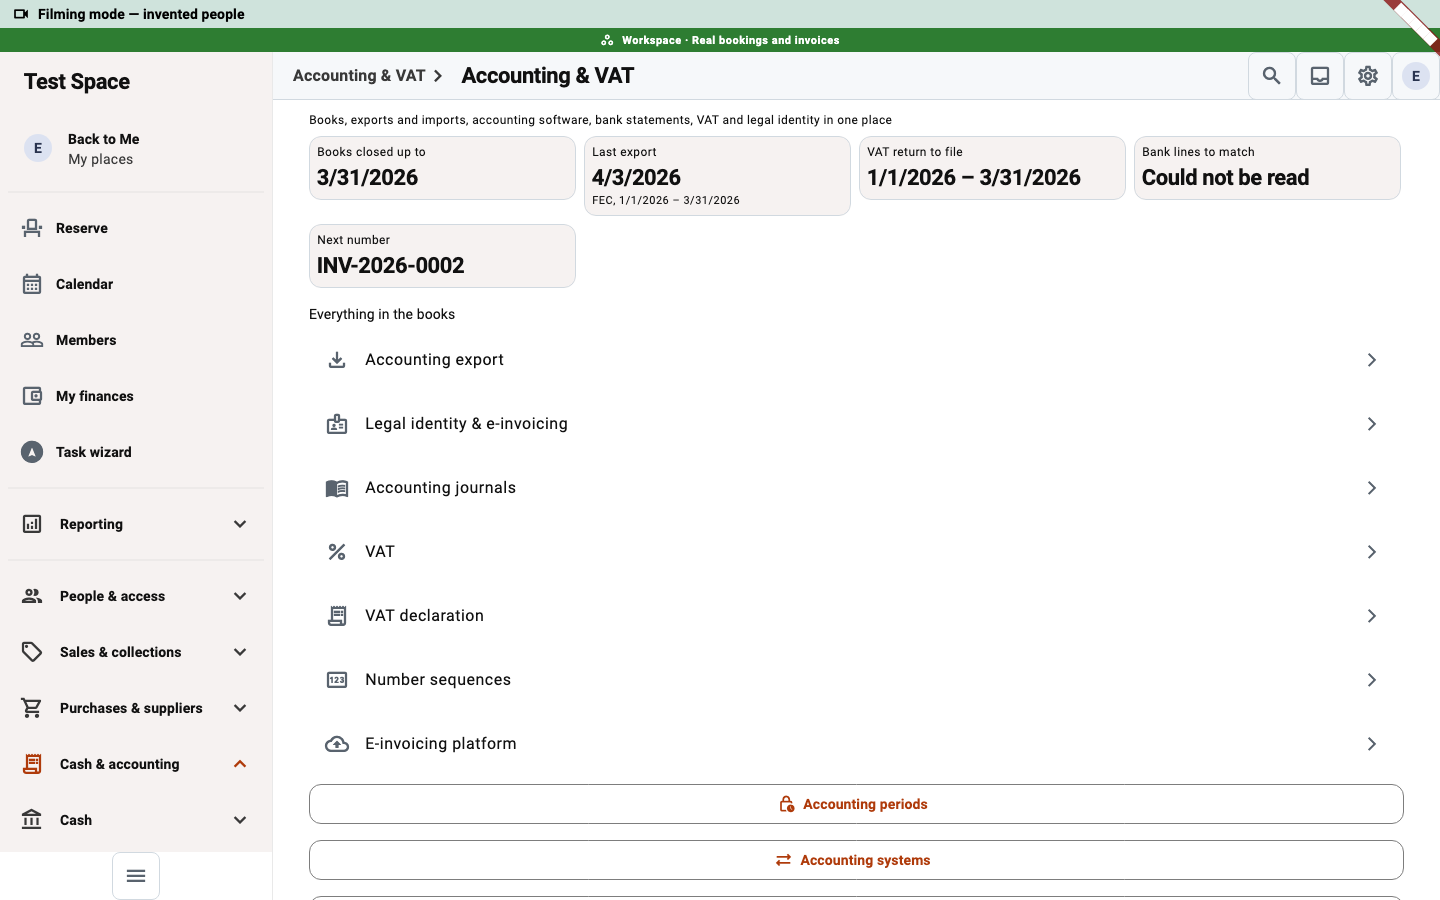 Filming mode — invented people
Workspace · Real bookings and invoices
Test Space
Accounting & VAT
Accounting & VAT
E
E
Back to Me
My places
Reserve
Calendar
Members
My finances
Task wizard
Reporting
People & access
Sales & collections
Purchases & suppliers
Cash & accounting
Cash
Books, exports and imports, accounting software, bank statements, VAT and legal identity in one place
Books closed up to
3/31/2026
Last export
4/3/2026
FEC, 1/1/2026 – 3/31/2026
VAT return to file
1/1/2026 – 3/31/2026
Bank lines to match
Could not be read
Next number
INV-2026-0002
Everything in the books
Accounting export
Legal identity & e-invoicing
Accounting journals
VAT
VAT declaration
123
Number sequences
E-invoicing platform
Accounting periods
Accounting systems